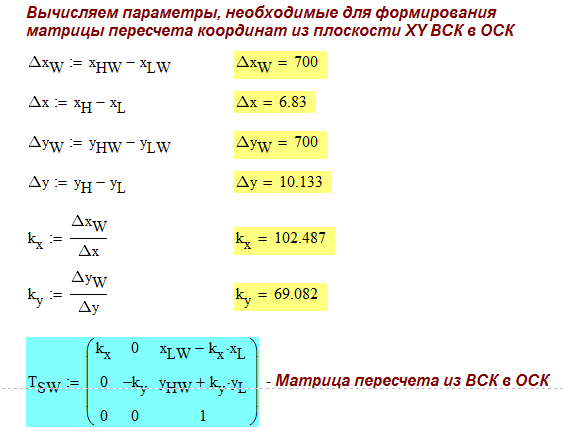 Вычисляем параметры, необходимые для формирования
матрицы пересчета координат из плоскости XY ВСК в ОСК
Δx_W := x_HW − x_LW    Δx_W = 700
Δx := x_H − x_L    Δx = 6.83
Δy_W := y_HW − y_LW    Δy_W = 700
Δy := y_H − y_L    Δy = 10.133
k_x := Δx_W / Δx    k_x = 102.487
k_y := Δy_W / Δy    k_y = 69.082
k_x 0 x_LW − k_x·x_L
T_SW := 0 −k_y y_HW + k_y·y_L - Матрица пересчета из ВСК в ОСК
0 0 1